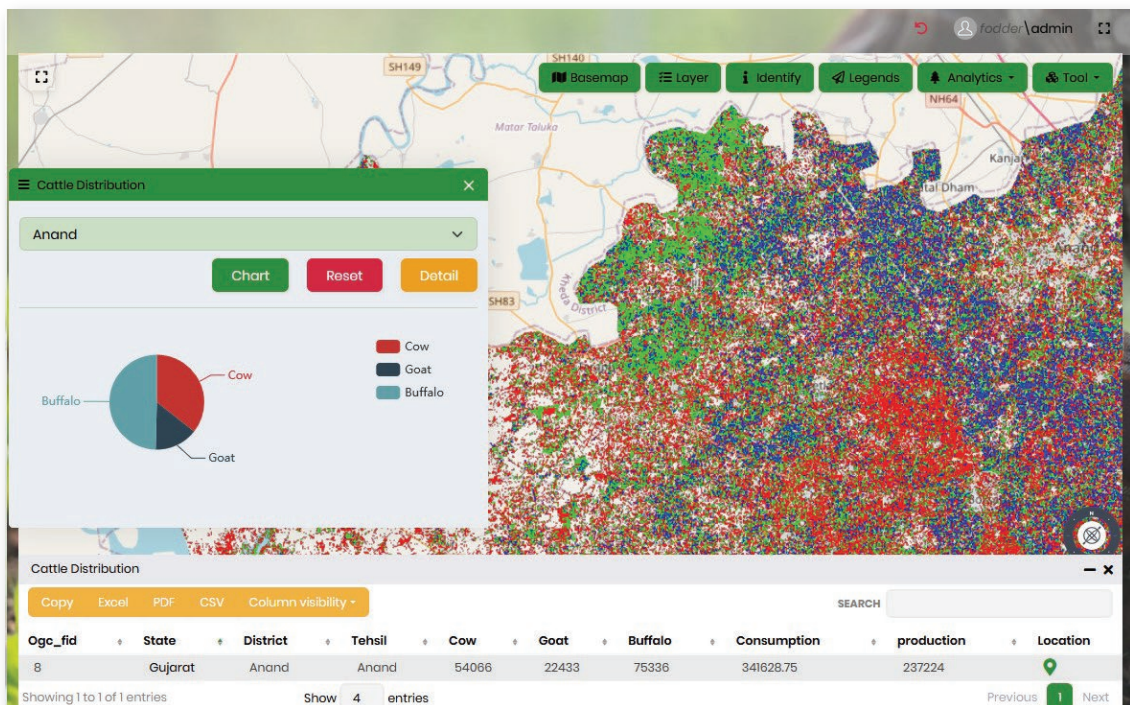 fodder\admin
SH149
SH140
Basemap
Layer
Identify
Legends
Analytics
Tool
NH64
Matar Taluka
Kanjar
tal Dham
Cattle Distribution
Anand
Anand
Chart
Reset
Detail
SH83
Kheda District
Cow
Goat
Buffalo
Cow
Buffalo
Goat
Cattle Distribution
Copy Excel PDF CSV Column visibility
SEARCH
Ogc_fid State District Tehsil Cow Goat Buffalo Consumption production Location
8 Gujarat Anand Anand 54066 22433 75336 341628.75 237224
Showing 1 to 1 of 1 entries Show 4 entries Previous 1 Next